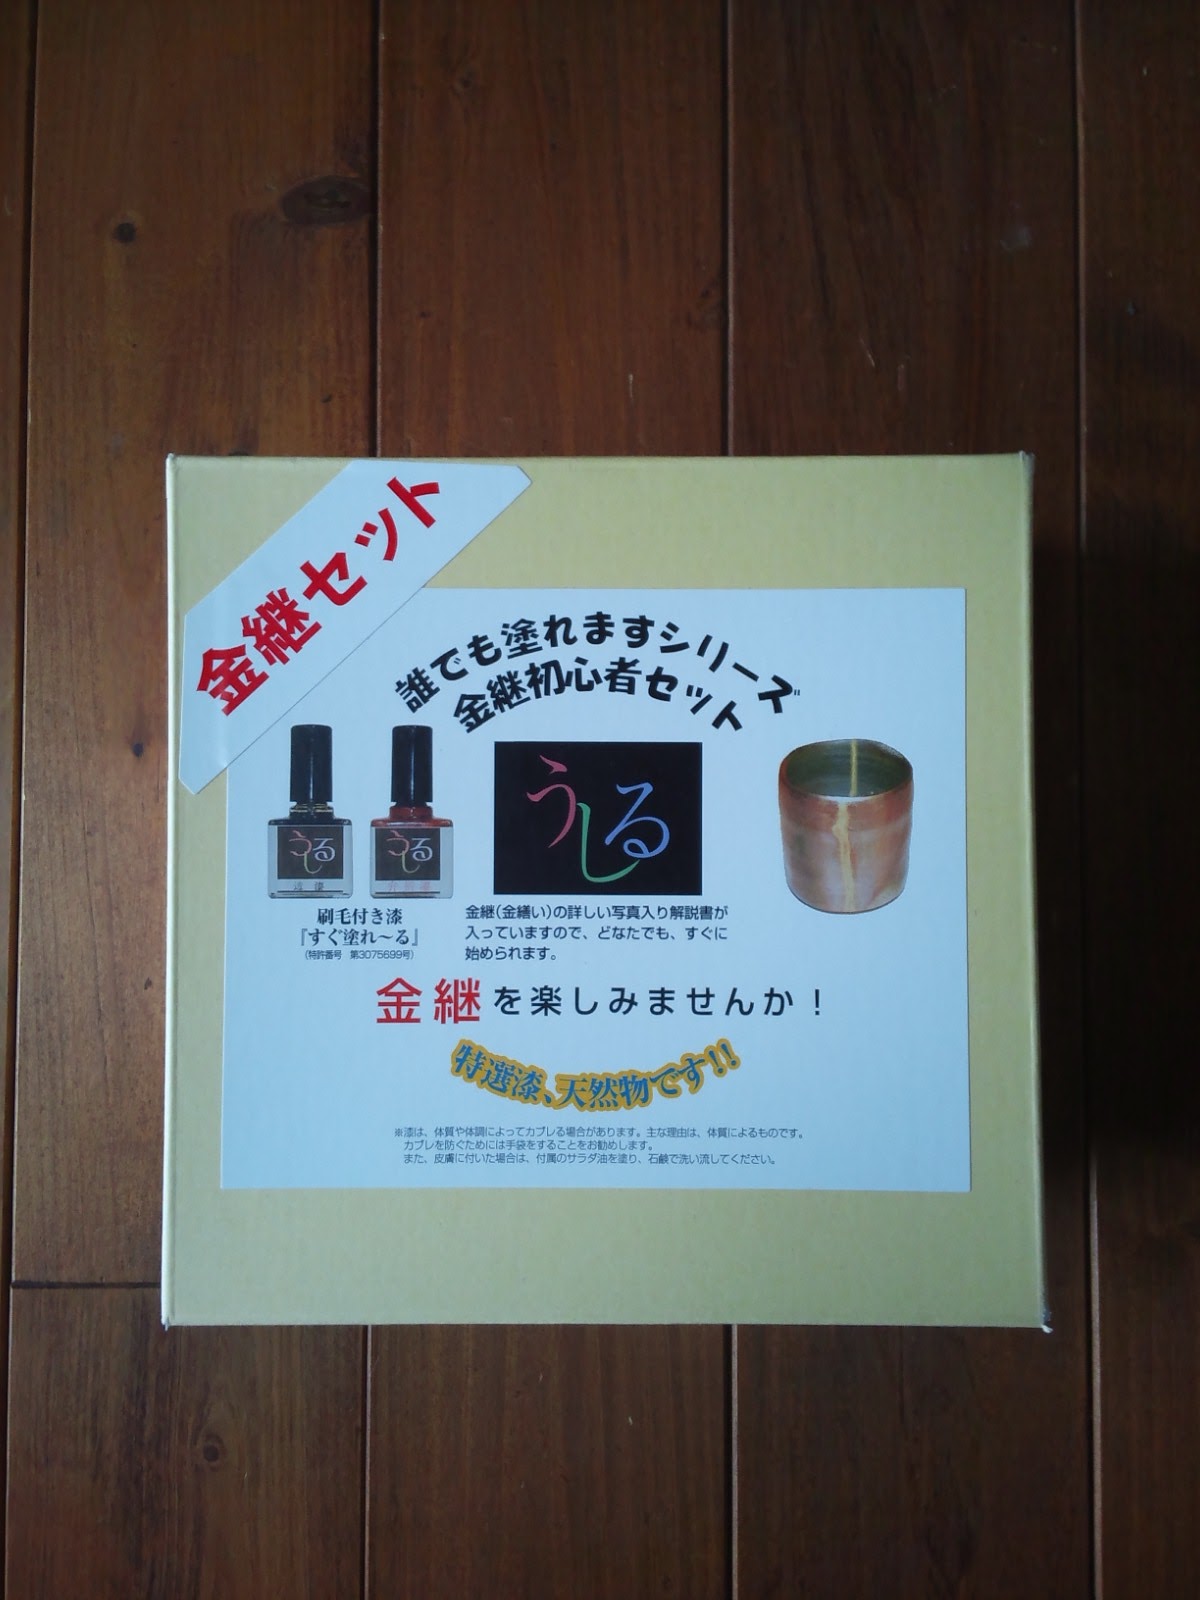 金継セット
誰でも塗れますシリーズ
金継初心者セット
うしる
うしる
うしる
透漆
弁柄漆
刷毛付き漆
『すぐ塗れ～る』
(特許番号 第3075699号)
金継(金繕い)の詳しい写真入り解説書が
入っていますので、どなたでも、すぐに
始められます。
金継を楽しみませんか！
特選漆、天然物です!!
※漆は、体質や体調によってカブレる場合があります。主な理由は、体質によるものです。
カブレを防ぐためには手袋をすることをお勧めします。
また、皮膚に付いた場合は、付属のサラダ油を塗り、石鹸で洗い流してください。